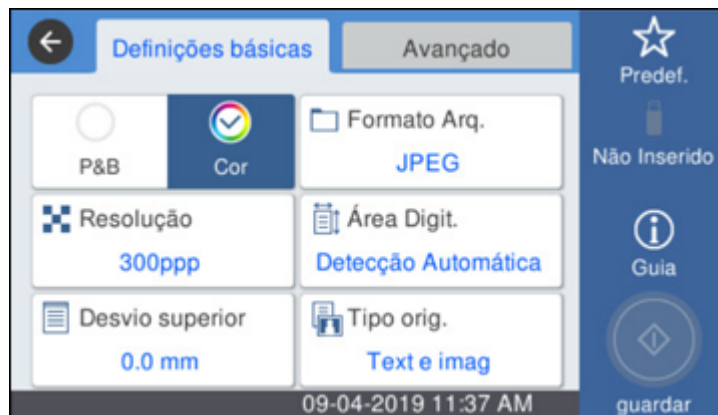 Definições básicas
Avançado
Predef.
P&B
Cor
Formato Arq.
JPEG
Não Inserido
Resolução
300ppp
Área Digit.
Detecção Automática
Guia
Desvio superior
0.0 mm
Tipo orig.
Text e imag
09-04-2019 11:37 AM
guardar